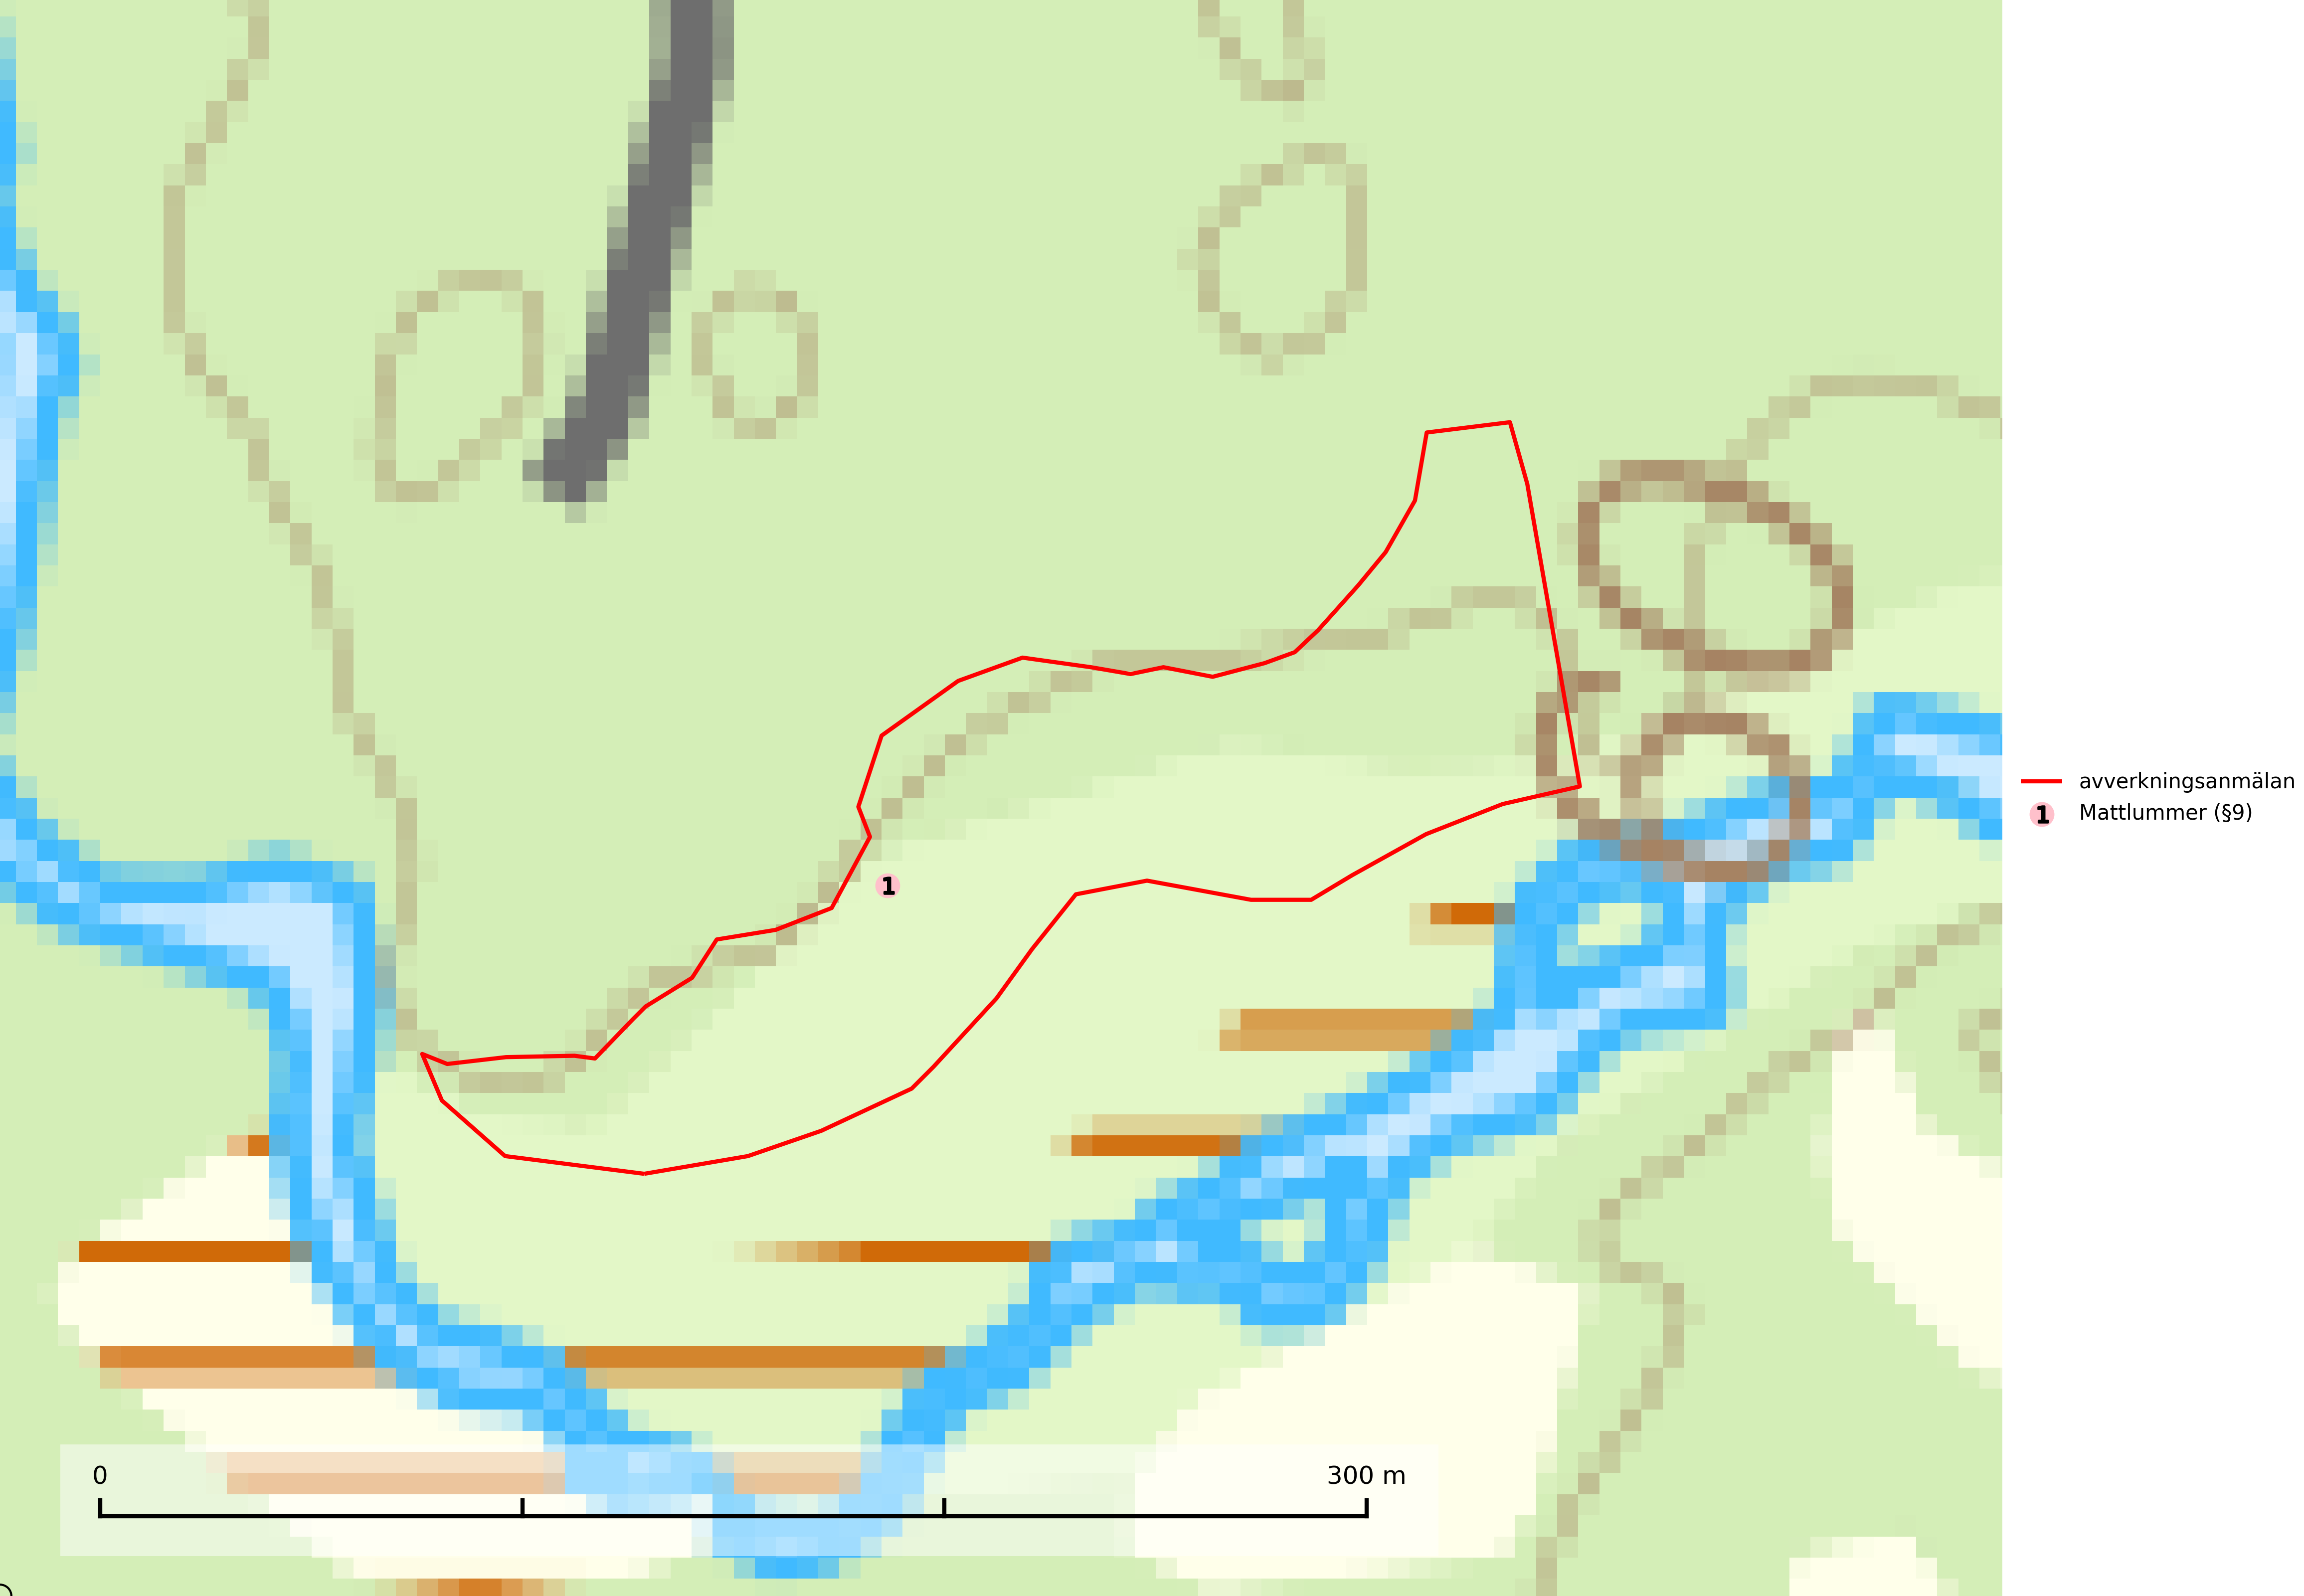 1
avverkningsanmälan
1 Mattlummer (§9)
0 300 m